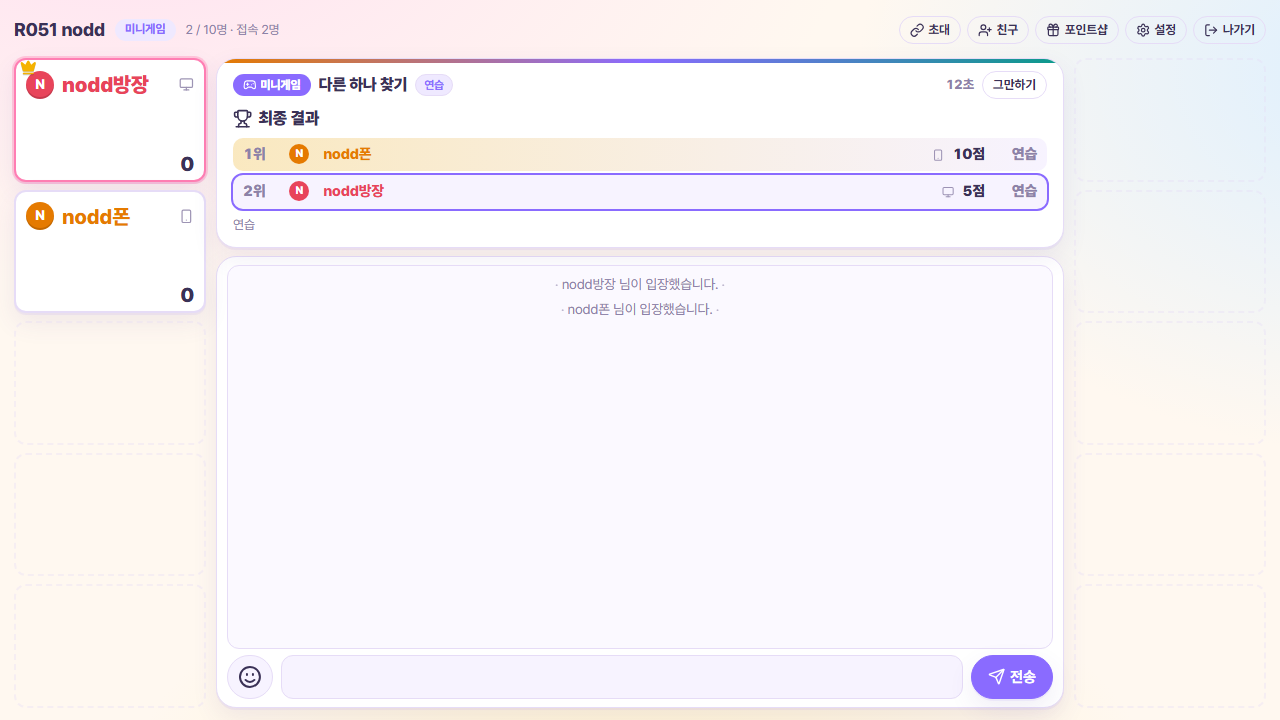 R051 nodd 미니게임 2 / 10명 · 접속 2명 초대 친구 포인트샵 설정 나가기
N nodd방장
0
N nodd폰
0
미니게임 다른 하나 찾기 연습 12초 그만하기
최종 결과
1위 N nodd폰 10점 연습
2위 N nodd방장 5점 연습
연습
· nodd방장 님이 입장했습니다. ·
· nodd폰 님이 입장했습니다. ·
전송